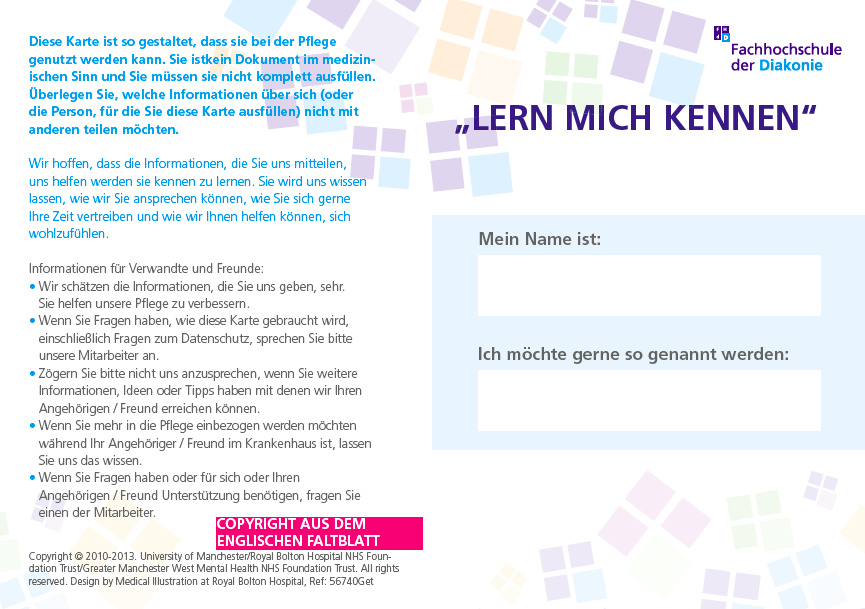 Diese Karte ist so gestaltet, dass sie bei der Pflege
genutzt werden kann. Sie istkein Dokument im medizin-
ischen Sinn und Sie müssen sie nicht komplett ausfüllen.
Überlegen Sie, welche Informationen über sich (oder
die Person, für die Sie diese Karte ausfüllen) nicht mit
anderen teilen möchten.
Wir hoffen, dass die Informationen, die Sie uns mitteilen,
uns helfen werden sie kennen zu lernen. Sie wird uns wissen
lassen, wie wir Sie ansprechen können, wie Sie sich gerne
Ihre Zeit vertreiben und wie wir Ihnen helfen können, sich
wohlzufühlen.
Informationen für Verwandte und Freunde:
• Wir schätzen die Informationen, die Sie uns geben, sehr.
Sie helfen unsere Pflege zu verbessern.
• Wenn Sie Fragen haben, wie diese Karte gebraucht wird,
einschließlich Fragen zum Datenschutz, sprechen Sie bitte
unsere Mitarbeiter an.
• Zögern Sie bitte nicht uns anzusprechen, wenn Sie weitere
Informationen, Ideen oder Tipps haben mit denen wir Ihren
Angehörigen / Freund erreichen können.
• Wenn Sie mehr in die Pflege einbezogen werden möchten
während Ihr Angehöriger / Freund im Krankenhaus ist, lassen
Sie uns das wissen.
• Wenn Sie Fragen haben oder für sich oder Ihren
Angehörigen / Freund Unterstützung benötigen, fragen Sie
einen der Mitarbeiter.
COPYRIGHT AUS DEM
ENGLISCHEN FALTBLATT
Copyright © 2010-2013. University of Manchester/Royal Bolton Hospital NHS Foun-
dation Trust/Greater Manchester West Mental Health NHS Foundation Trust. All rights
reserved. Design by Medical Illustration at Royal Bolton Hospital, Ref: 56740Get
Fachhochschule
der Diakonie
„LERN MICH KENNEN“
Mein Name ist:
Ich möchte gerne so genannt werden: